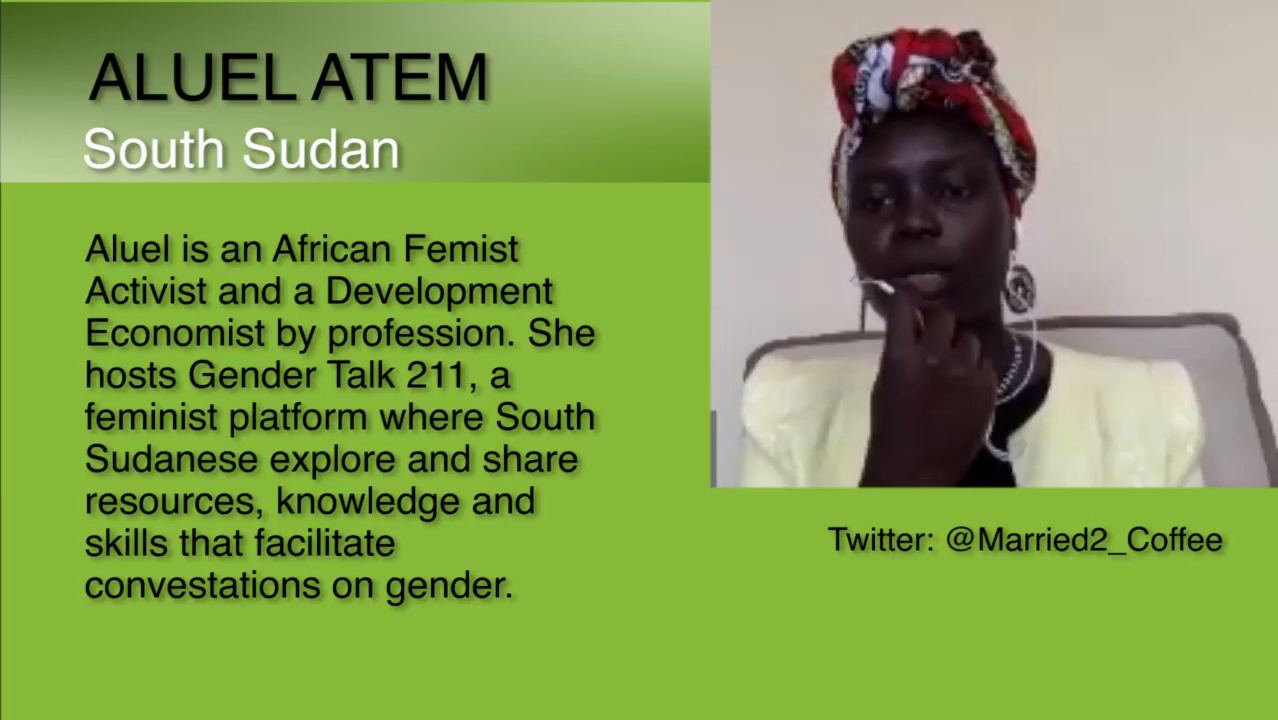 ALUEL ATEM
South Sudan
Aluel is an African Femist
Activist and a Development
Economist by profession. She
hosts Gender Talk 211, a
feminist platform where South
Sudanese explore and share
resources, knowledge and
skills that facilitate
convestations on gender.
Twitter: @Married2_Coffee